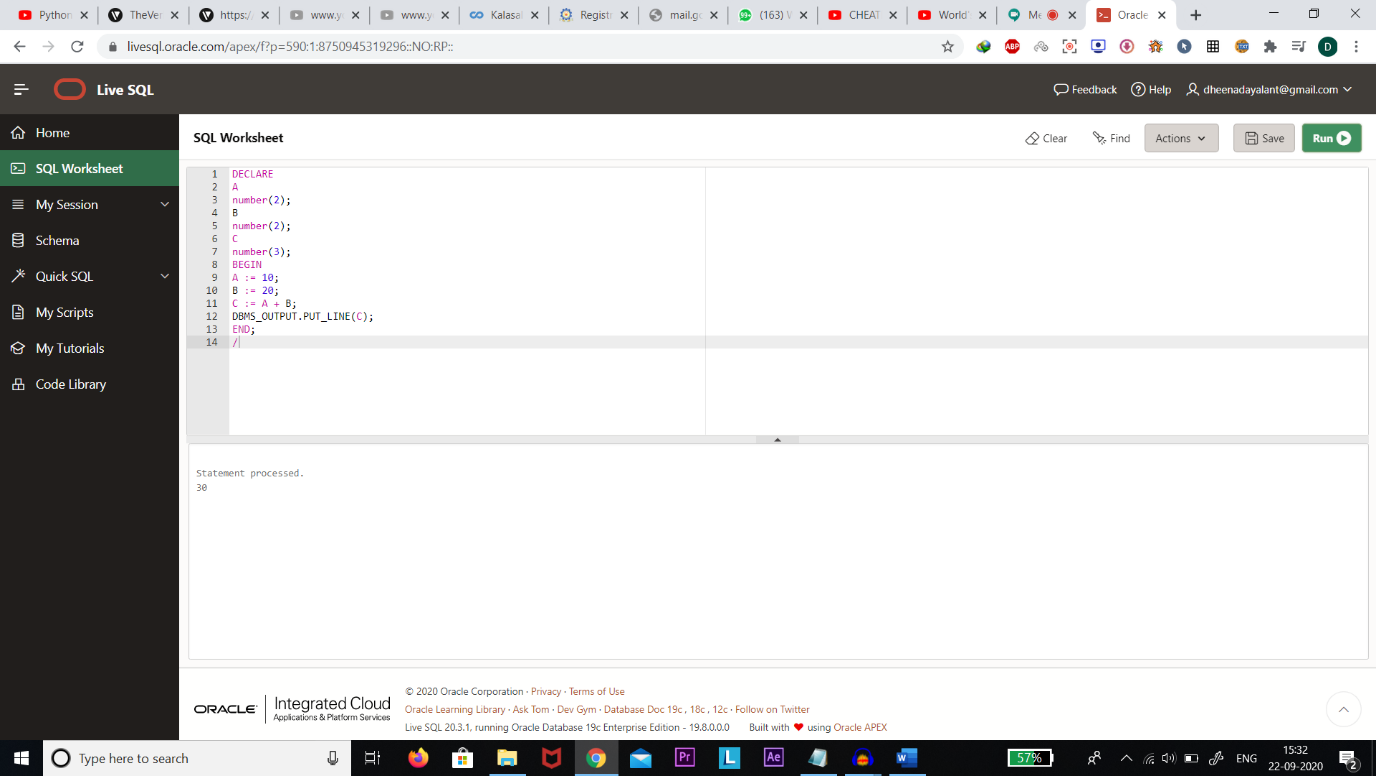 Python
TheVer
https:/
www.y
www.y
Kalasal
Registr
mail.gc
(163) W
CHEAT
World'
Me
Oracle
livesql.oracle.com/apex/f?p=590:1:8750945319296::NO:RP::
ABP
D
Live SQL
Feedback
Help
dheenadayalant@gmail.com
Home
SQL Worksheet
My Session
Schema
Quick SQL
My Scripts
My Tutorials
Code Library
SQL Worksheet
Clear
Find
Actions
Save
Run
1 DECLARE
2 A
3 number(2);
4 B
5 number(2);
6 C
7 number(3);
8 BEGIN
9 A := 10;
10 B := 20;
11 C := A + B;
12 DBMS_OUTPUT.PUT_LINE(C);
13 END;
14 /
Statement processed.
30
ORACLE
Integrated Cloud
Applications & Platform Services
© 2020 Oracle Corporation · Privacy · Terms of Use
Oracle Learning Library · Ask Tom · Dev Gym · Database Doc 19c, 18c, 12c · Follow on Twitter
Live SQL 20.3.1, running Oracle Database 19c Enterprise Edition - 19.8.0.0.0 Built with ❤ using Oracle APEX
Type here to search
Pr
L
Ae
W
57%
ENG
15:32
22-09-2020
2